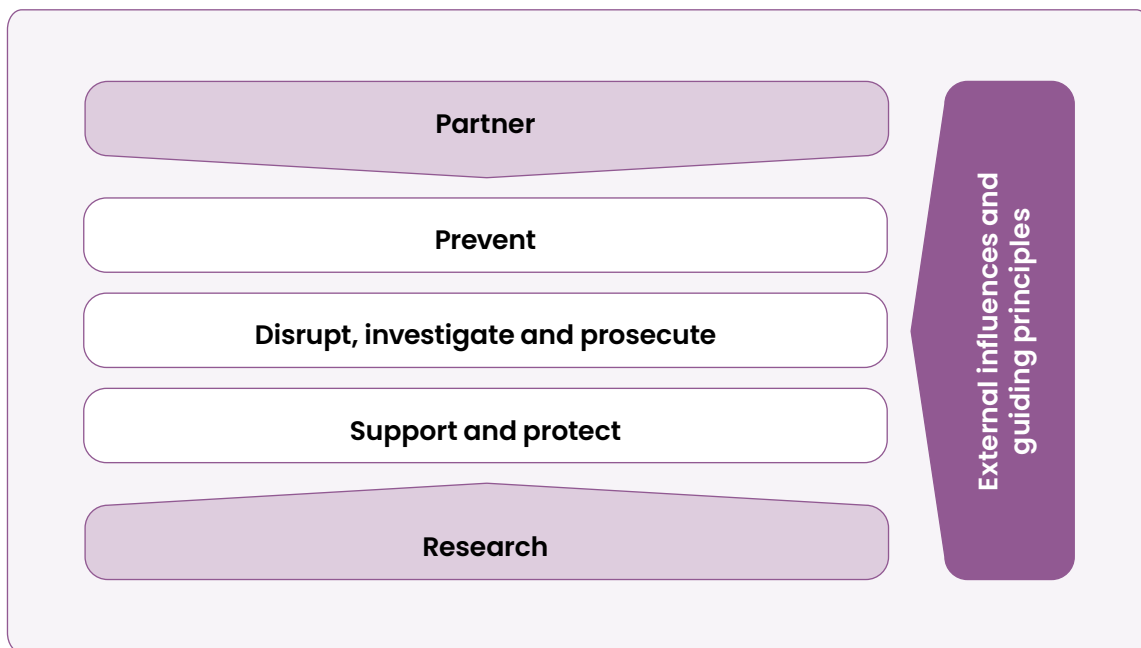 Partner
Prevent
Disrupt, investigate and prosecute
Support and protect
Research
External influences and
guiding principles